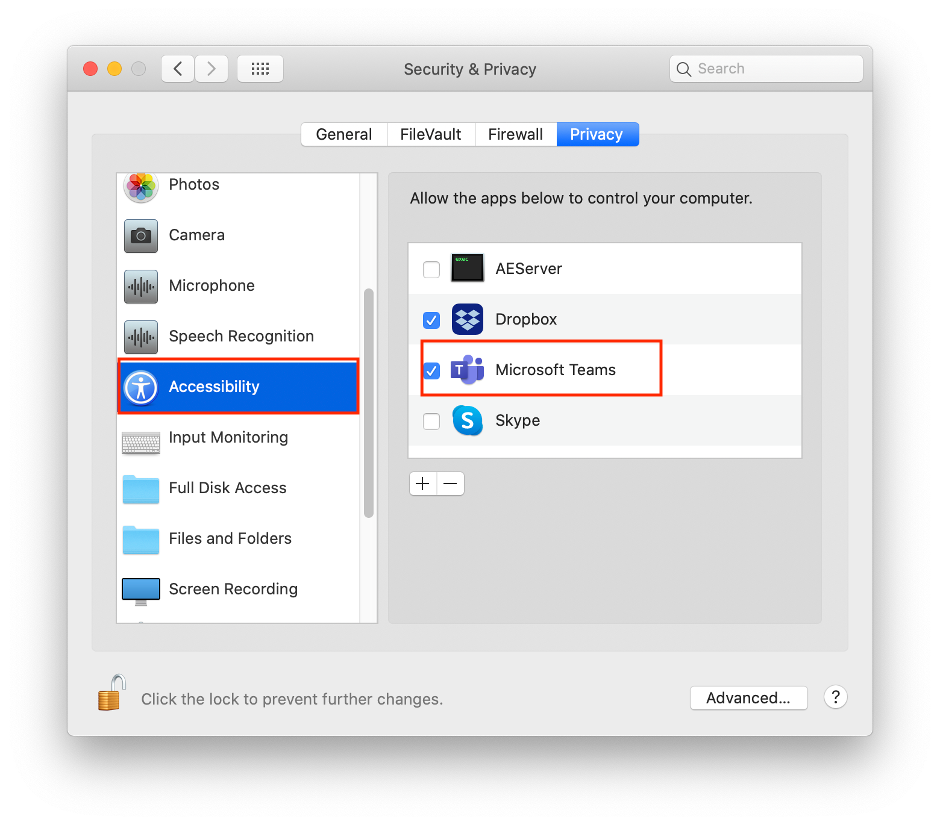 Security & Privacy
Search
General
FileVault
Firewall
Privacy
Photos
Camera
Microphone
Speech Recognition
Accessibility
Input Monitoring
Full Disk Access
Files and Folders
Screen Recording
Allow the apps below to control your computer.
AEServer
Dropbox
T
Microsoft Teams
S
Skype
+ −
Click the lock to prevent further changes.
Advanced...
?